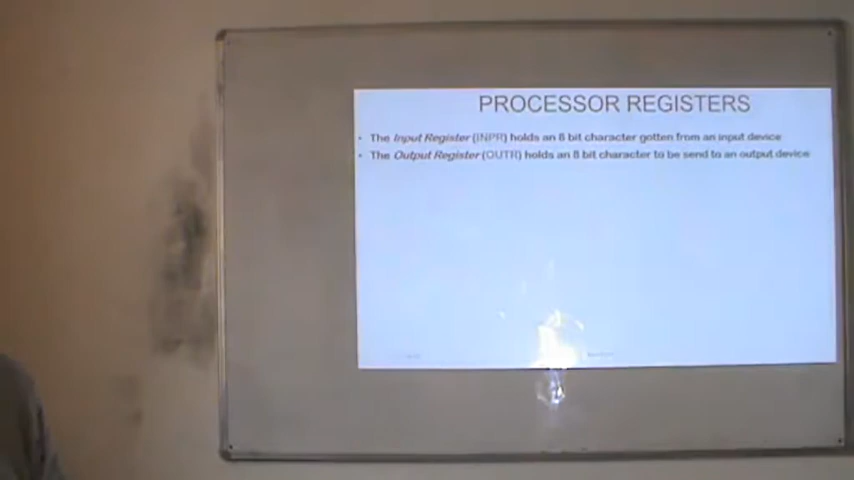 PROCESSOR REGISTERS
• The Input Register (INPR) holds an 8 bit character gotten from an input device
• The Output Register (OUTR) holds an 8 bit character to be send to an output device